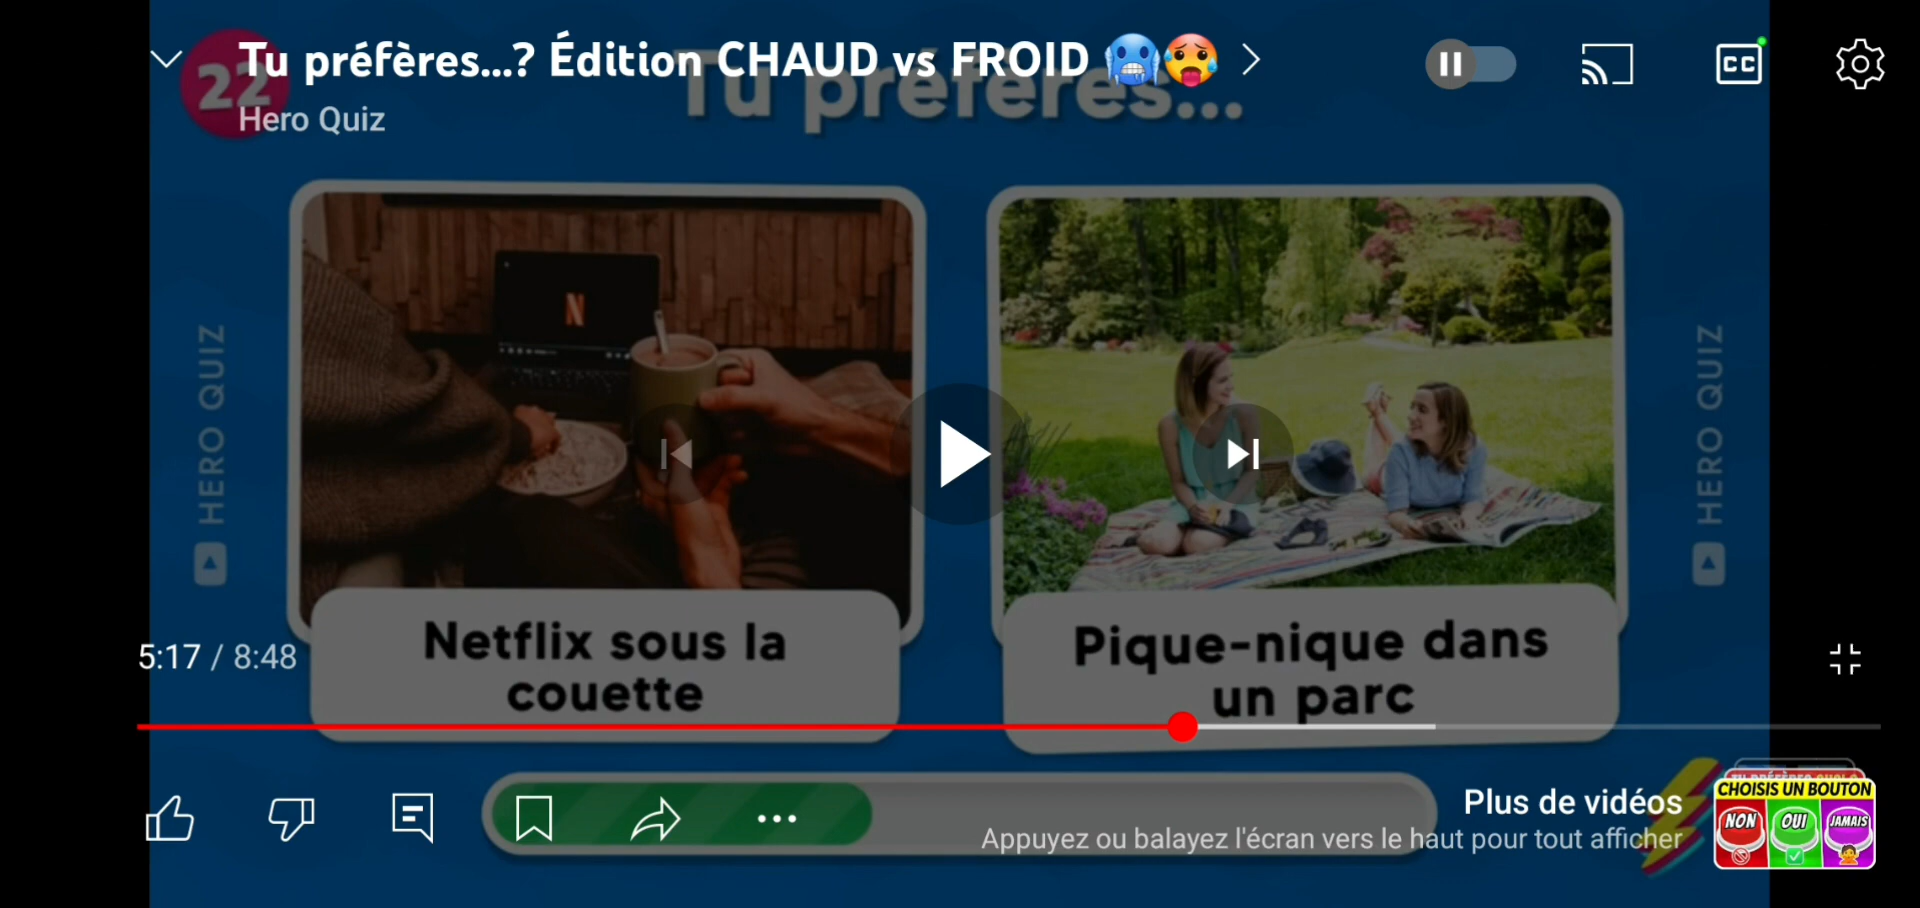 Tu préfères...? Édition CHAUD vs FROID 🥶🥵
Hero Quiz
22
Tu préfères...
CC
N
HERO QUIZ
HERO QUIZ
Netflix sous la
couette
Pique-nique dans
un parc
5:17 / 8:48
Plus de vidéos
Appuyez ou balayez l'écran vers le haut pour tout afficher
CHOISIS UN BOUTON
NON
OUI
JAMAIS